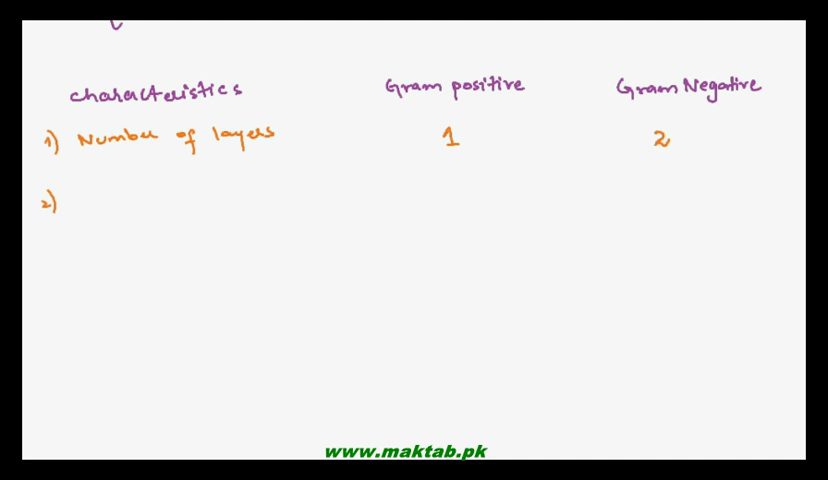 characteristics Gram positive Gram Negative
1) Number of layers 1 2
2)
www.maktab.pk